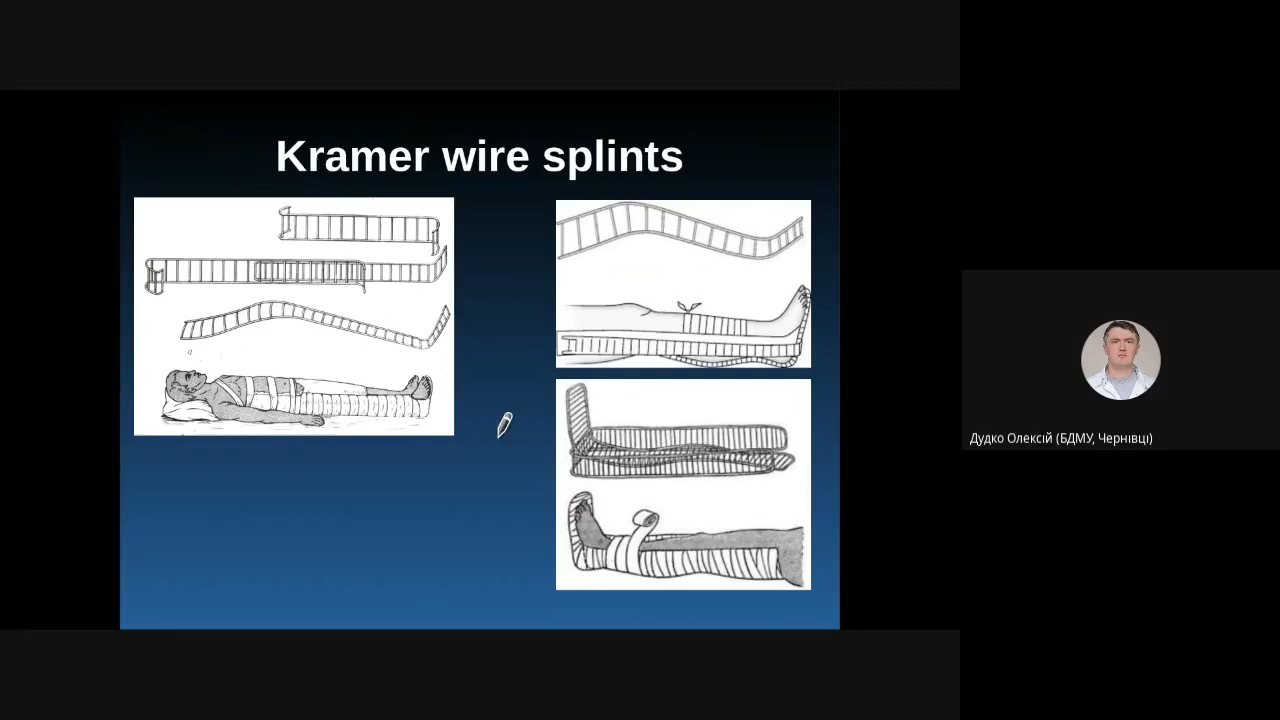 Kramer wire splints
a
Дудко Олексій (БДМУ, Чернівці)